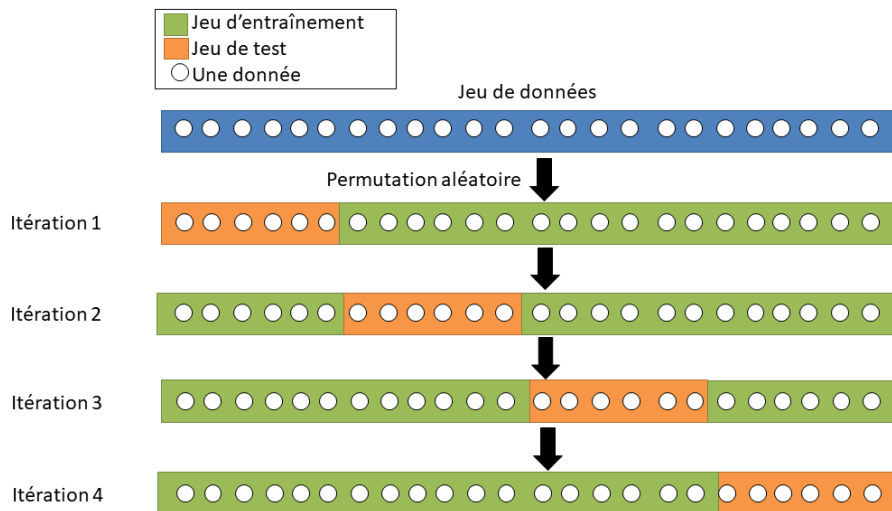 Jeu d'entraînement
Jeu de test
Une donnée
Jeu de données
Permutation aléatoire
Itération 1
Itération 2
Itération 3
Itération 4